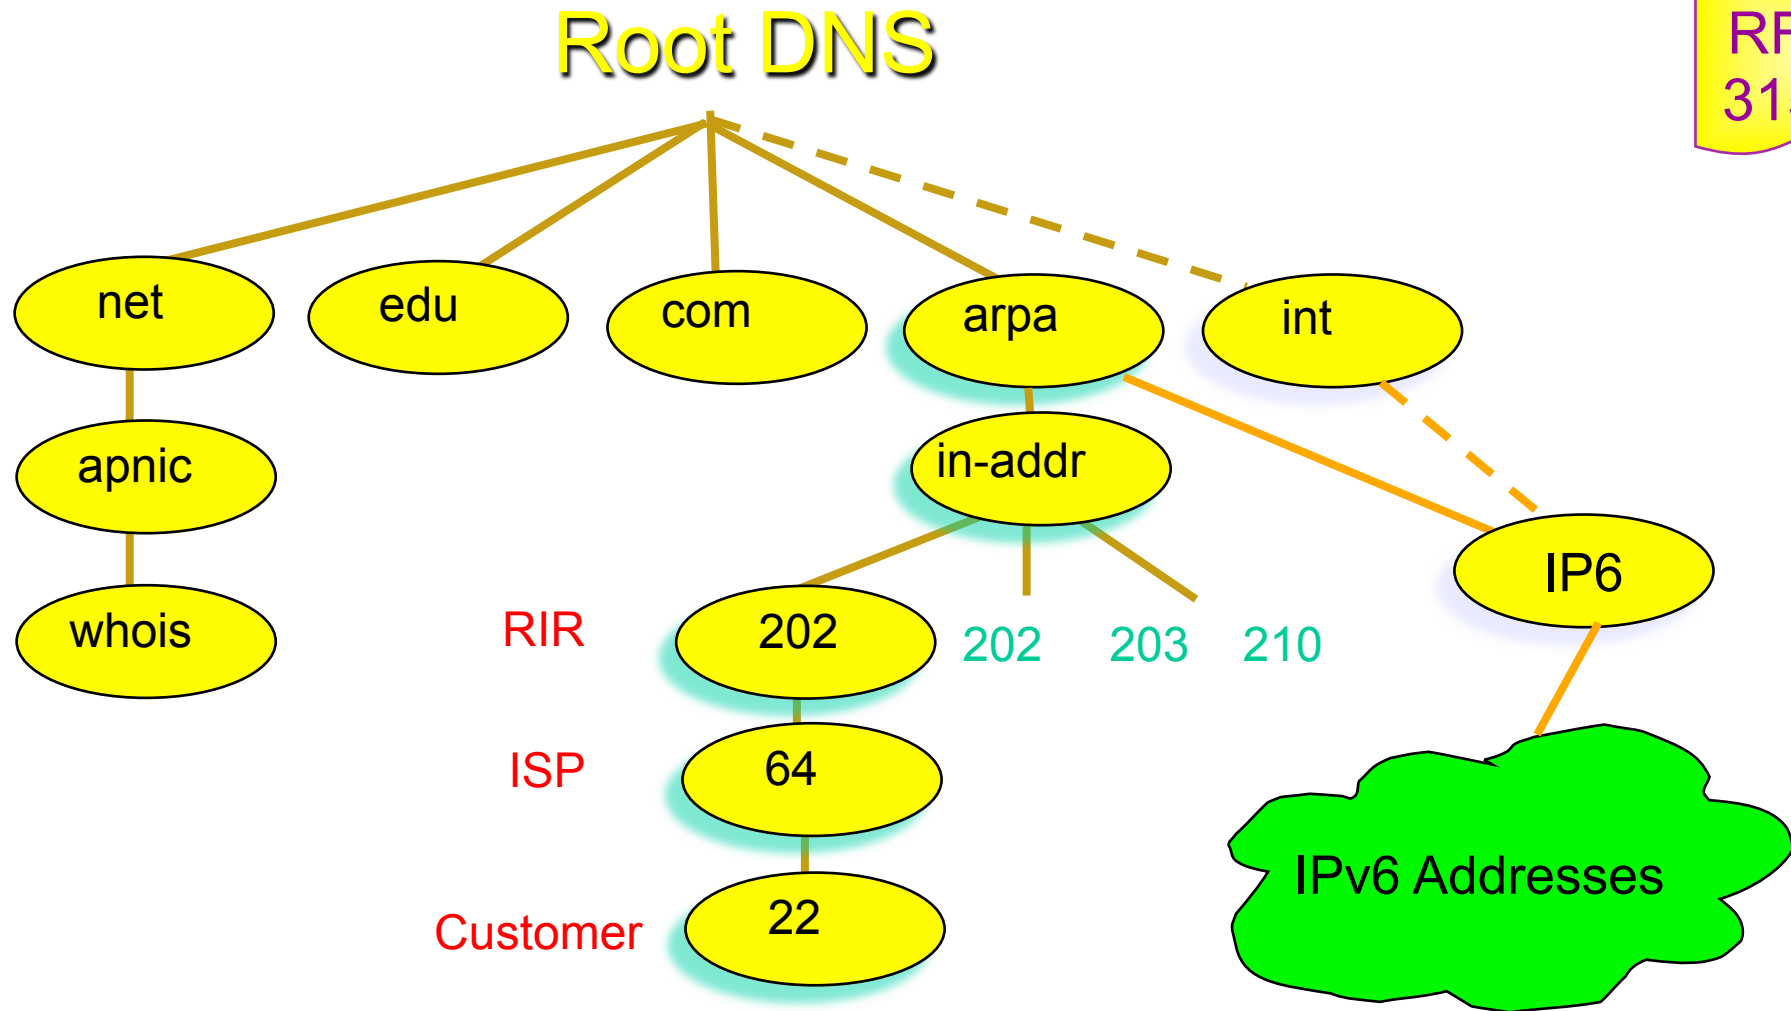 Root DNS
net
edu
com
arpa
int
apnic
in-addr
IP6
whois
RIR
202
202
203
210
ISP
64
IPv6 Addresses
Customer
22